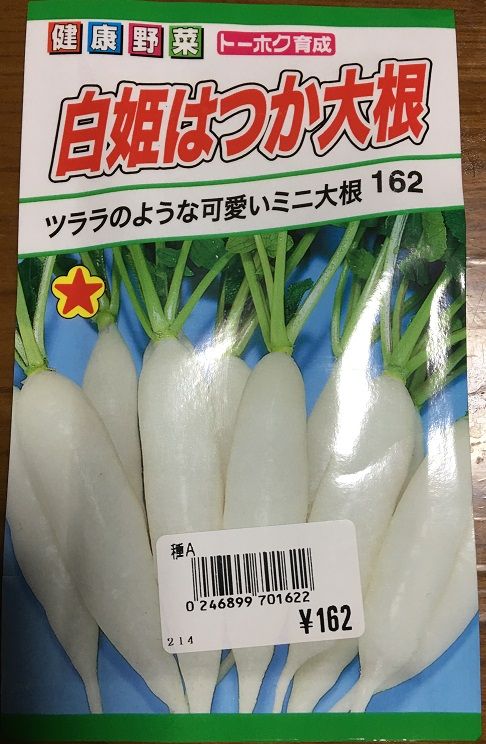 健康野菜
トーホク育成
白姫はつか大根
ツララのような可愛いミニ大根 162
種A
0 246899 701622
¥162
214